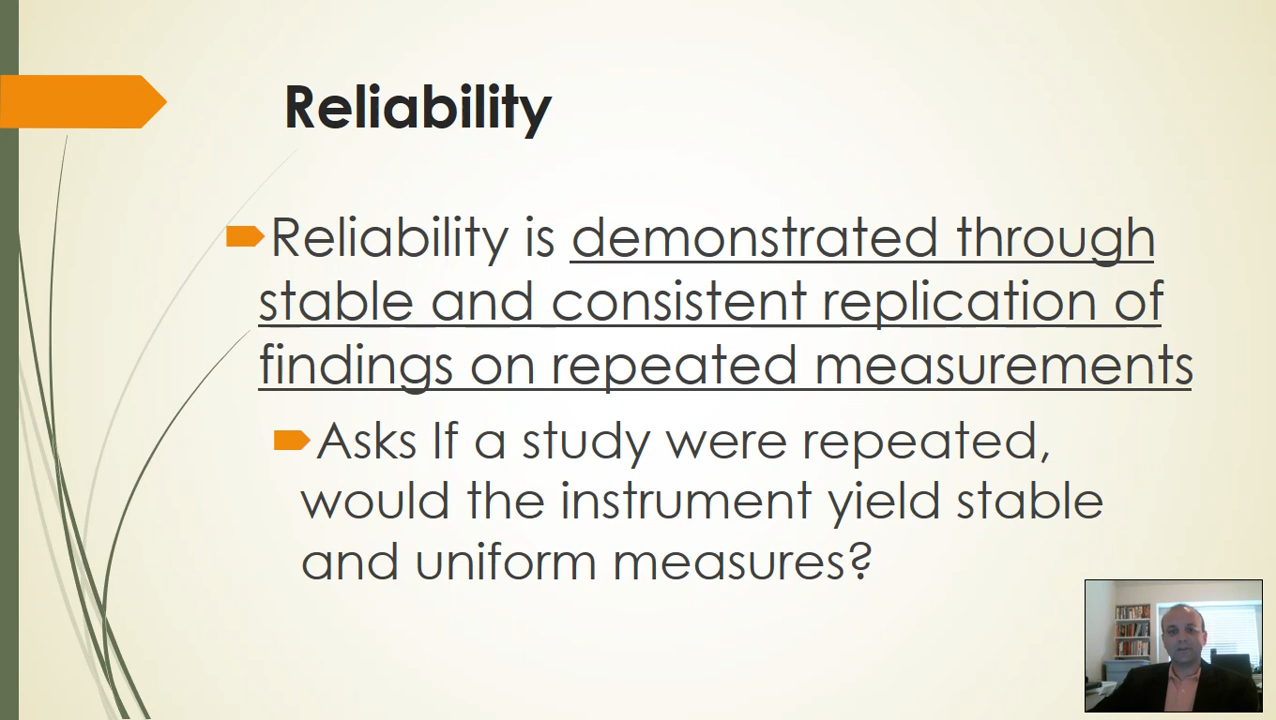 Reliability
Reliability is demonstrated through
stable and consistent replication of
findings on repeated measurements
Asks If a study were repeated,
would the instrument yield stable
and uniform measures?